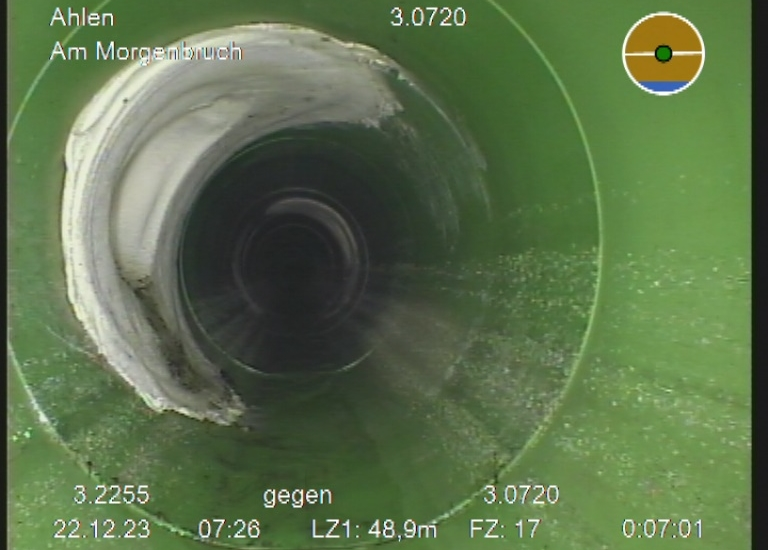 Ahlen 3.0720
Am Morgenbruch
3.2255 gegen 3.0720
22.12.23 07:26 LZ1: 48,9m FZ: 17 0:07:01